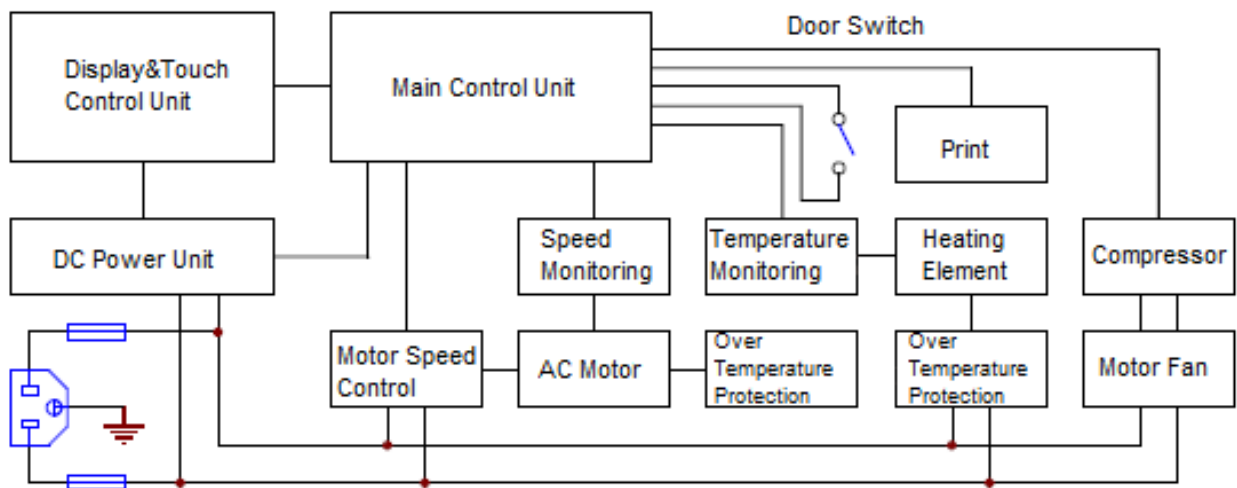 Door Switch
Display&Touch
Control Unit
Main Control Unit
Print
DC Power Unit
Speed
Monitoring
Temperature
Monitoring
Heating
Element
Compressor
Motor Speed
Control
AC Motor
Over
Temperature
Protection
Over
Temperature
Protection
Motor Fan